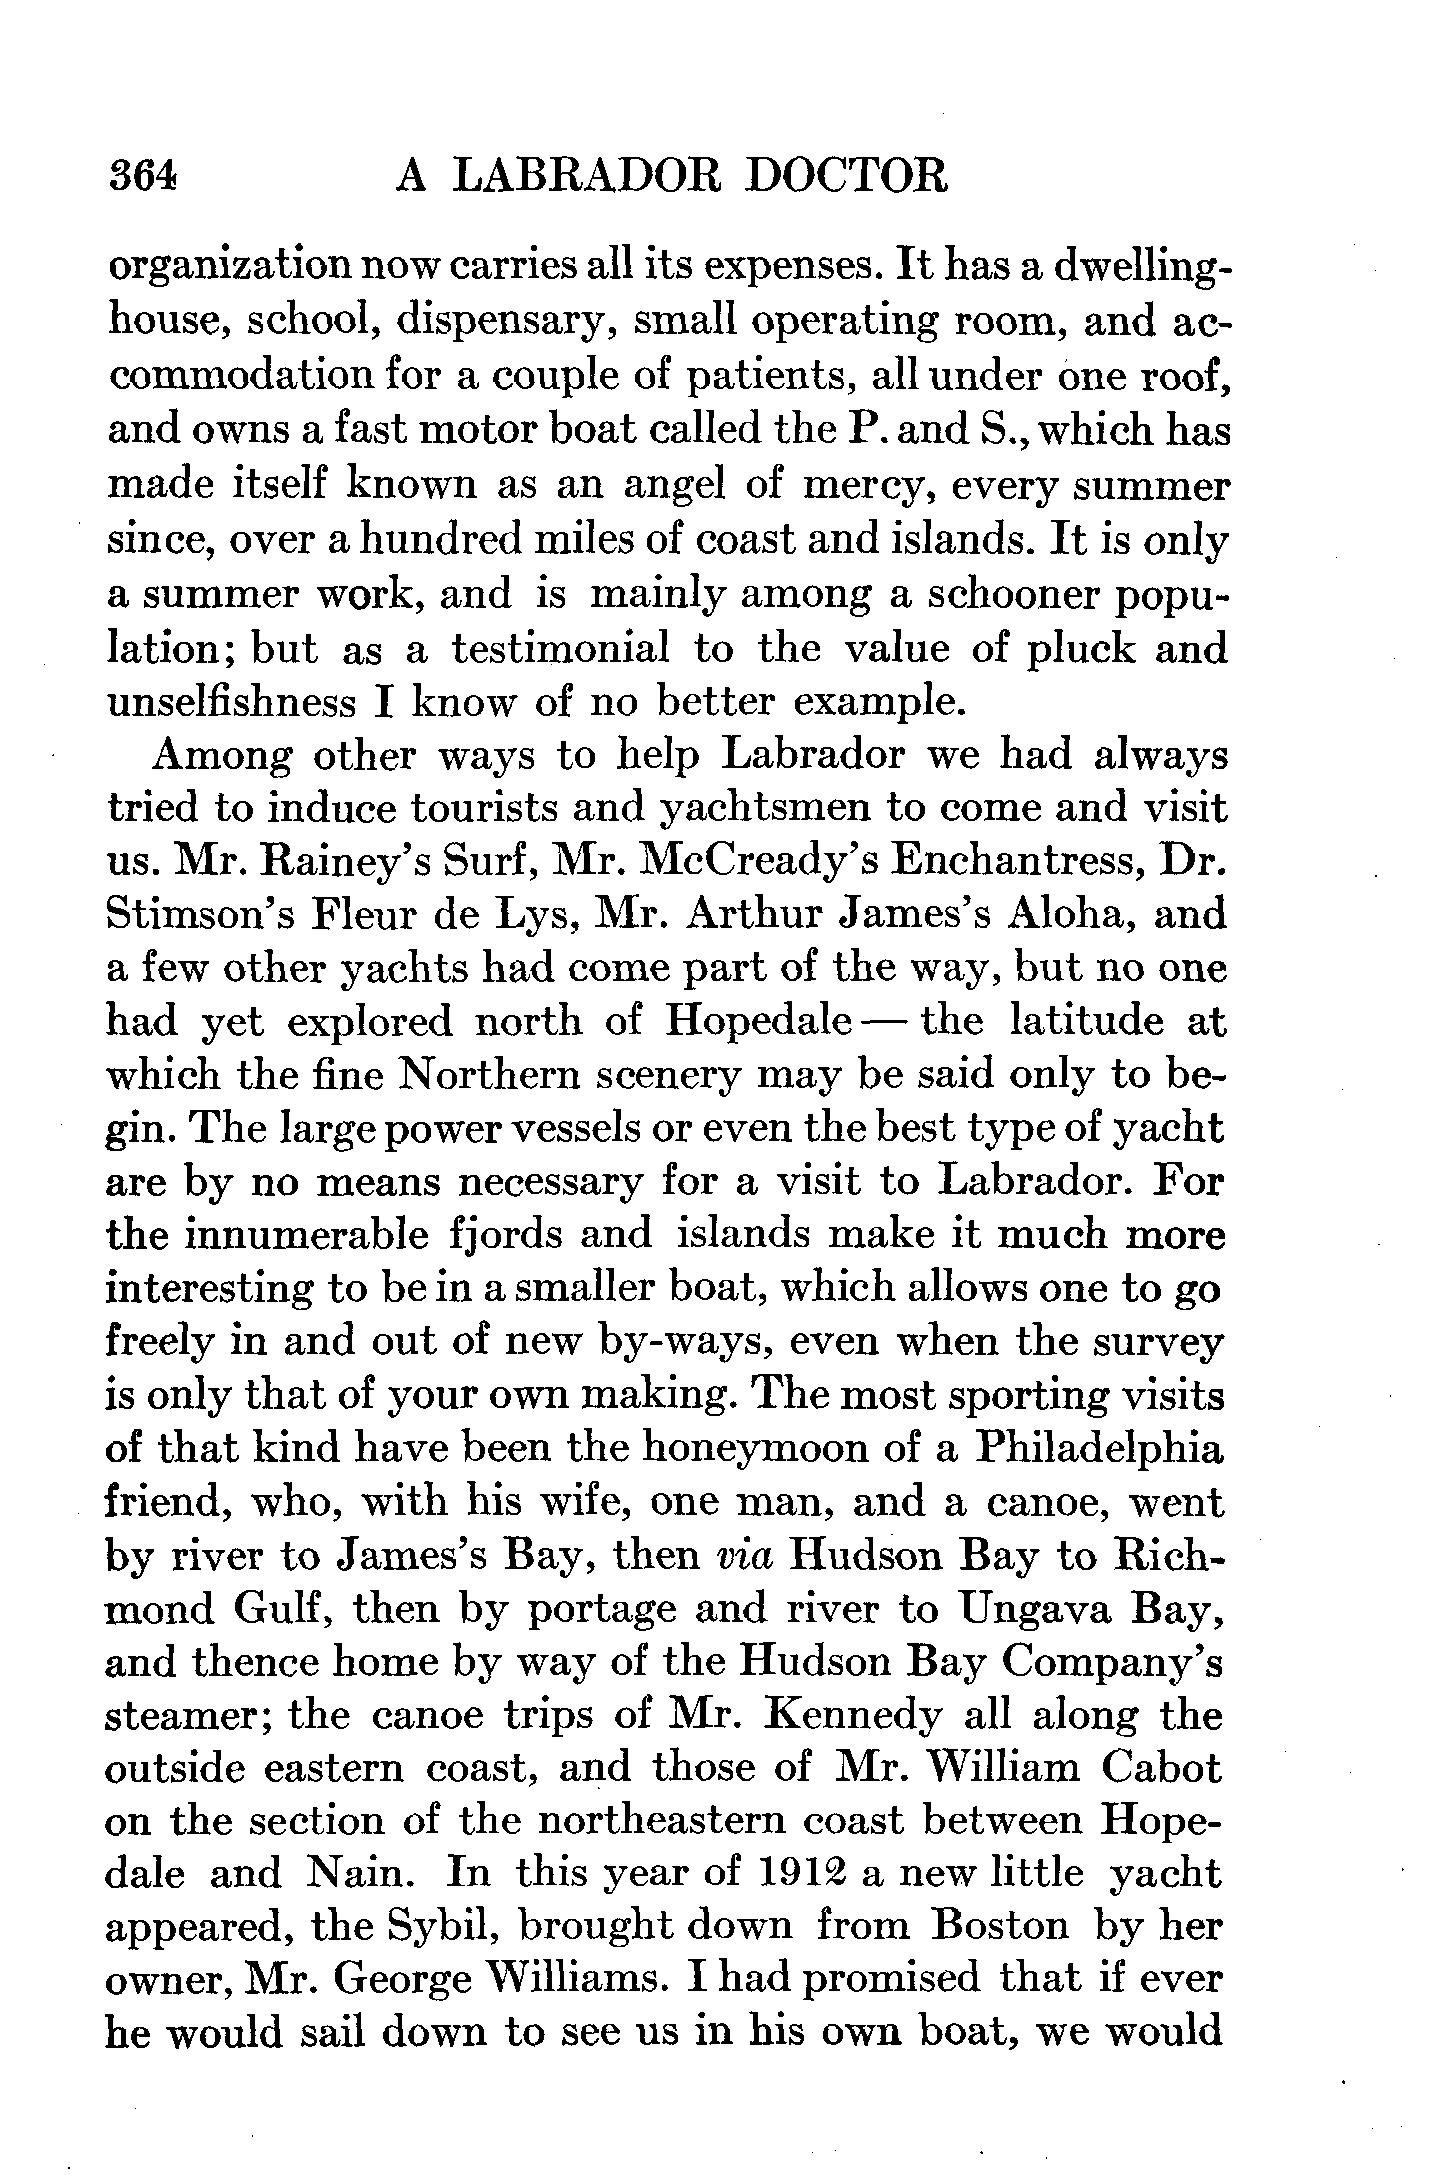 364 A LABRADOR DOCTOR
organization now carries all its expenses. It has a dwelling-
house, school, dispensary, small operating room, and ac-
commodation for a couple of patients, all under one roof,
and owns a fast motor boat called the P. and S., which has
made itself known as an angel of mercy, every summer
since, over a hundred miles of coast and islands. It is only
a summer work, and is mainly among a schooner popu-
lation; but as a testimonial to the value of pluck and
unselfishness I know of no better example.
Among other ways to help Labrador we had always
tried to induce tourists and yachtsmen to come and visit
us. Mr. Rainey's Surf, Mr. McCready's Enchantress, Dr.
Stimson's Fleur de Lys, Mr. Arthur James's Aloha, and
a few other yachts had come part of the way, but no one
had yet explored north of Hopedale — the latitude at
which the fine Northern scenery may be said only to be-
gin. The large power vessels or even the best type of yacht
are by no means necessary for a visit to Labrador. For
the innumerable fjords and islands make it much more
interesting to be in a smaller boat, which allows one to go
freely in and out of new by-ways, even when the survey
is only that of your own making. The most sporting visits
of that kind have been the honeymoon of a Philadelphia
friend, who, with his wife, one man, and a canoe, went
by river to James's Bay, then via Hudson Bay to Rich-
mond Gulf, then by portage and river to Ungava Bay,
and thence home by way of the Hudson Bay Company's
steamer; the canoe trips of Mr. Kennedy all along the
outside eastern coast, and those of Mr. William Cabot
on the section of the northeastern coast between Hope-
dale and Nain. In this year of 1912 a new little yacht
appeared, the Sybil, brought down from Boston by her
owner, Mr. George Williams. I had promised that if ever
he would sail down to see us in his own boat, we would